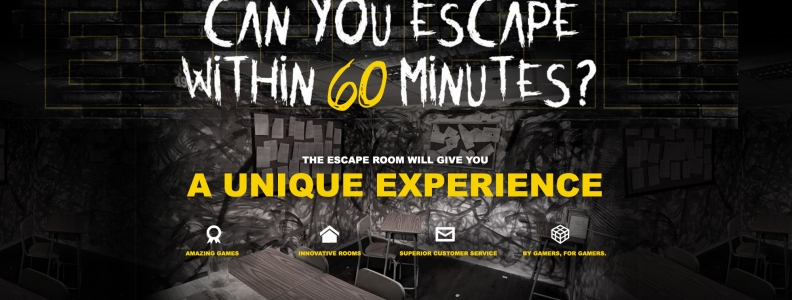 CAN YOU ESCAPE
WITHIN 60 MINUTES?
THE ESCAPE ROOM WILL GIVE YOU
A UNIQUE EXPERIENCE
AMAZING GAMES
INNOVATIVE ROOMS
SUPERIOR CUSTOMER SERVICE
BY GAMERS, FOR GAMERS.